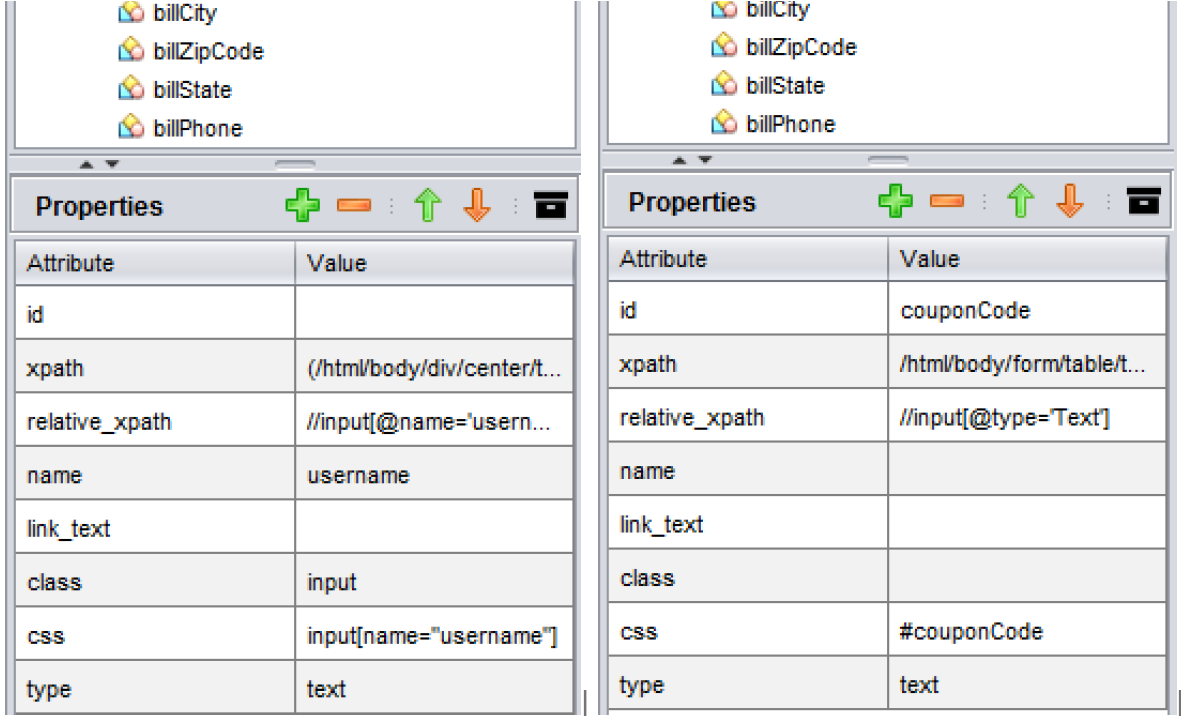 billCity
billZipCode
billState
billPhone
Properties
Attribute Value
id
xpath (/html/body/div/center/t...
relative_xpath //input[@name='usern...
name username
link_text
class input
css input[name="username"]
type text
billCity
billZipCode
billState
billPhone
Properties
Attribute Value
id couponCode
xpath /html/body/form/table/t...
relative_xpath //input[@type='Text']
name
link_text
class
css #couponCode
type text